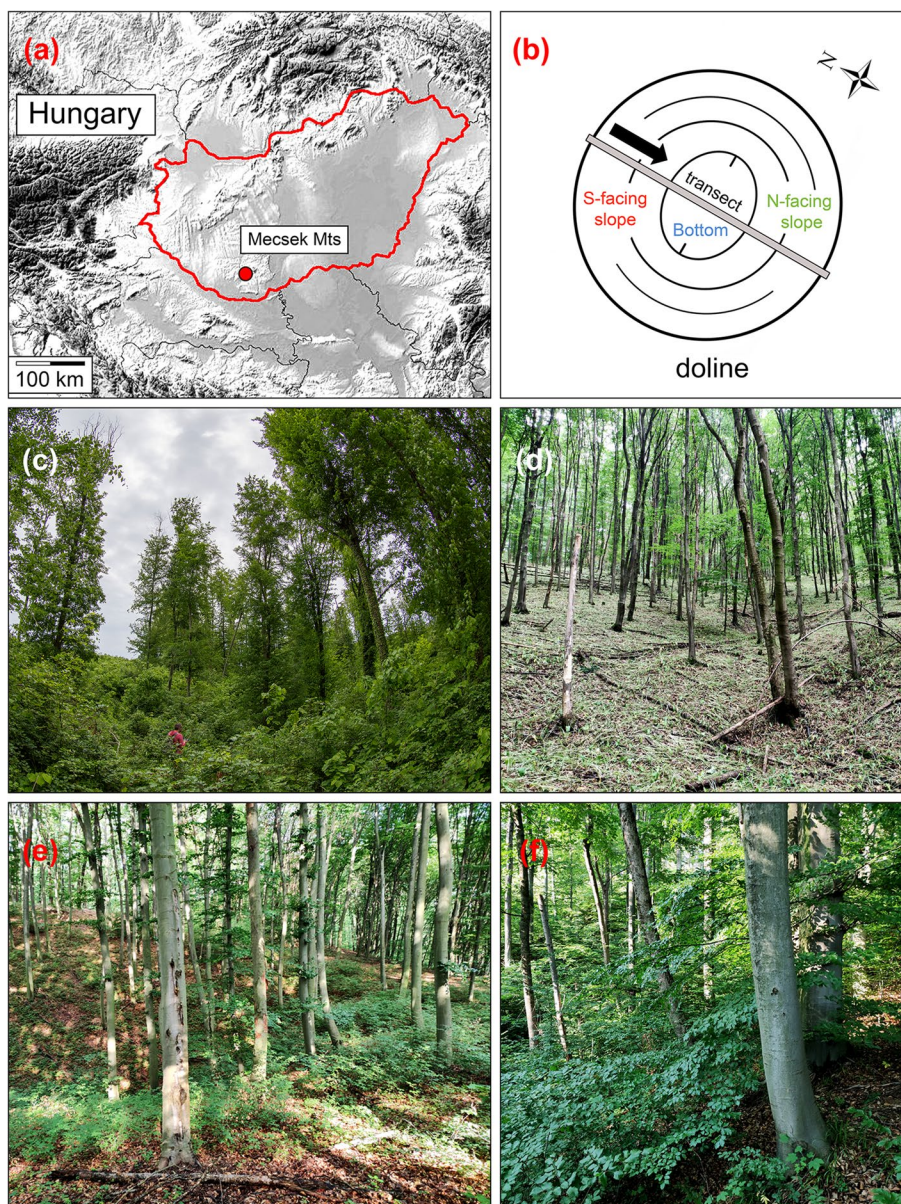 (a)
Hungary
Mecsek Mts
100 km
(b)
N
transect
S-facing
slope
N-facing
slope
Bottom
doline
(c)
(d)
(e)
(f)